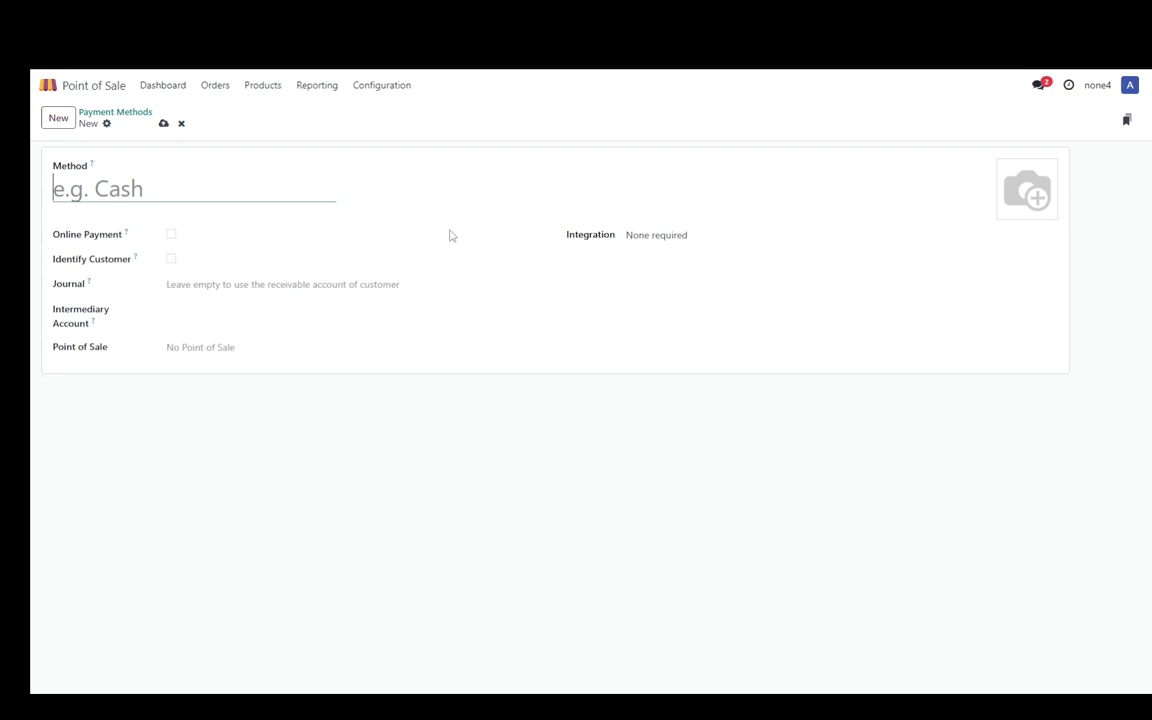 Point of Sale Dashboard Orders Products Reporting Configuration 2 none4 A
New Payment Methods
New
Method ?
e.g. Cash
Online Payment ?
Integration None required
Identify Customer ?
Journal ? Leave empty to use the receivable account of customer
Intermediary
Account ?
Point of Sale No Point of Sale